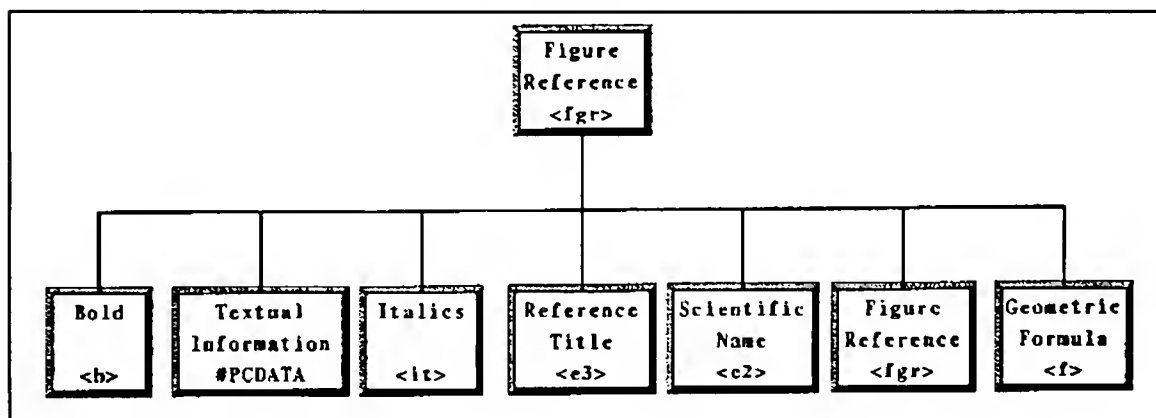 Figure
Reference
<fgr>
Bold
<b>
Textual
Information
#PCDATA
Italics
<it>
Reference
Title
<e3>
Scientific
Name
<e2>
Figure
Reference
<fgr>
Geometric
Formula
<f>